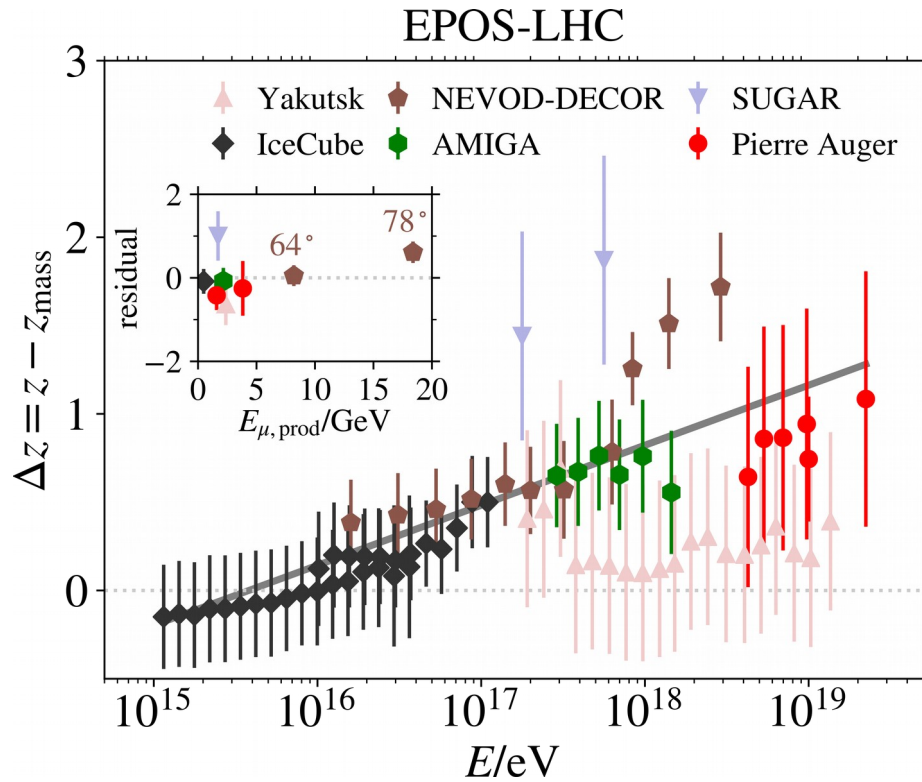 EPOS-LHC
3
Yakutsk
NEVOD-DECOR
SUGAR
IceCube
AMIGA
Pierre Auger
2
2
residual
64°
78°
0
−2
0
5
10
15
20
E_μ, prod/GeV
Δz = z − z_mass
1
0
10^15
10^16
10^17
10^18
10^19
E/eV